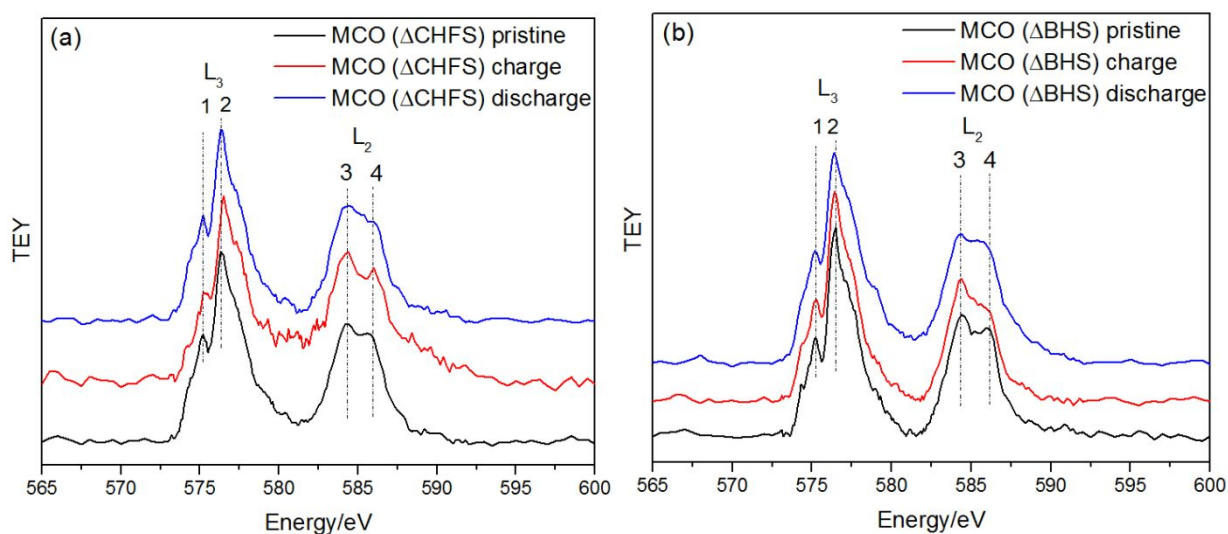 (a)
MCO (ΔCHFS) pristine
MCO (ΔCHFS) charge
MCO (ΔCHFS) discharge
L3
1 2
L2
3 4
TEY
565 570 575 580 585 590 595 600
Energy/eV
(b)
MCO (ΔBHS) pristine
MCO (ΔBHS) charge
MCO (ΔBHS) discharge
L3
1 2
L2
3 4
TEY
565 570 575 580 585 590 595 600
Energy/eV